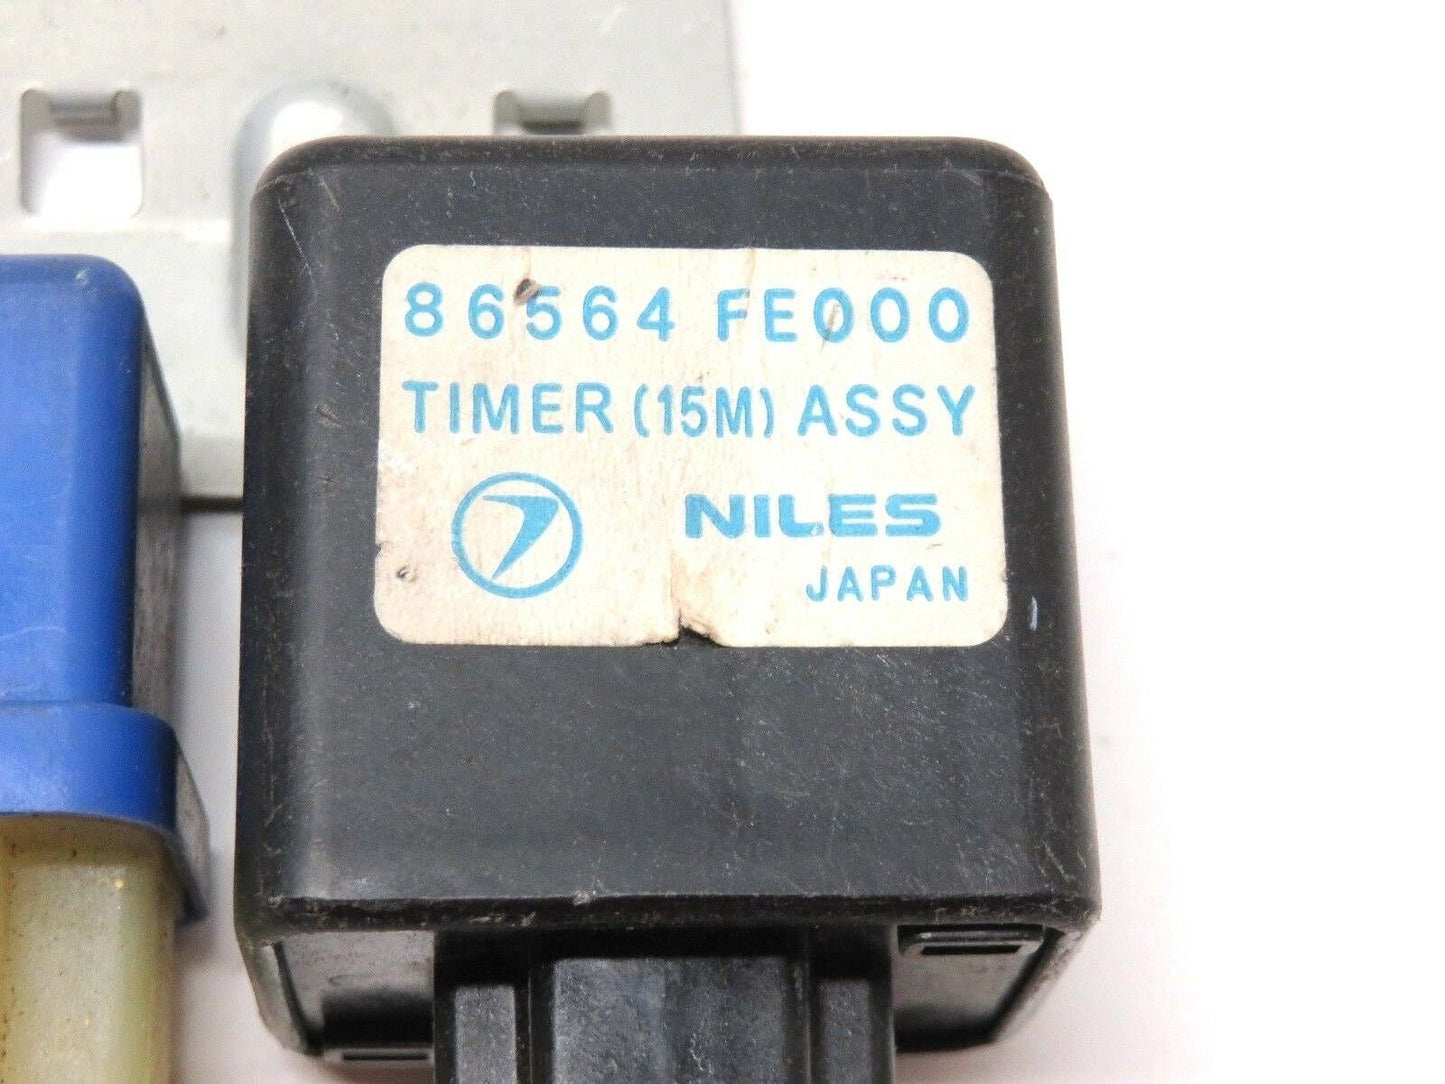 86564 FE000
TIMER (15M) ASSY
NILES
JAPAN